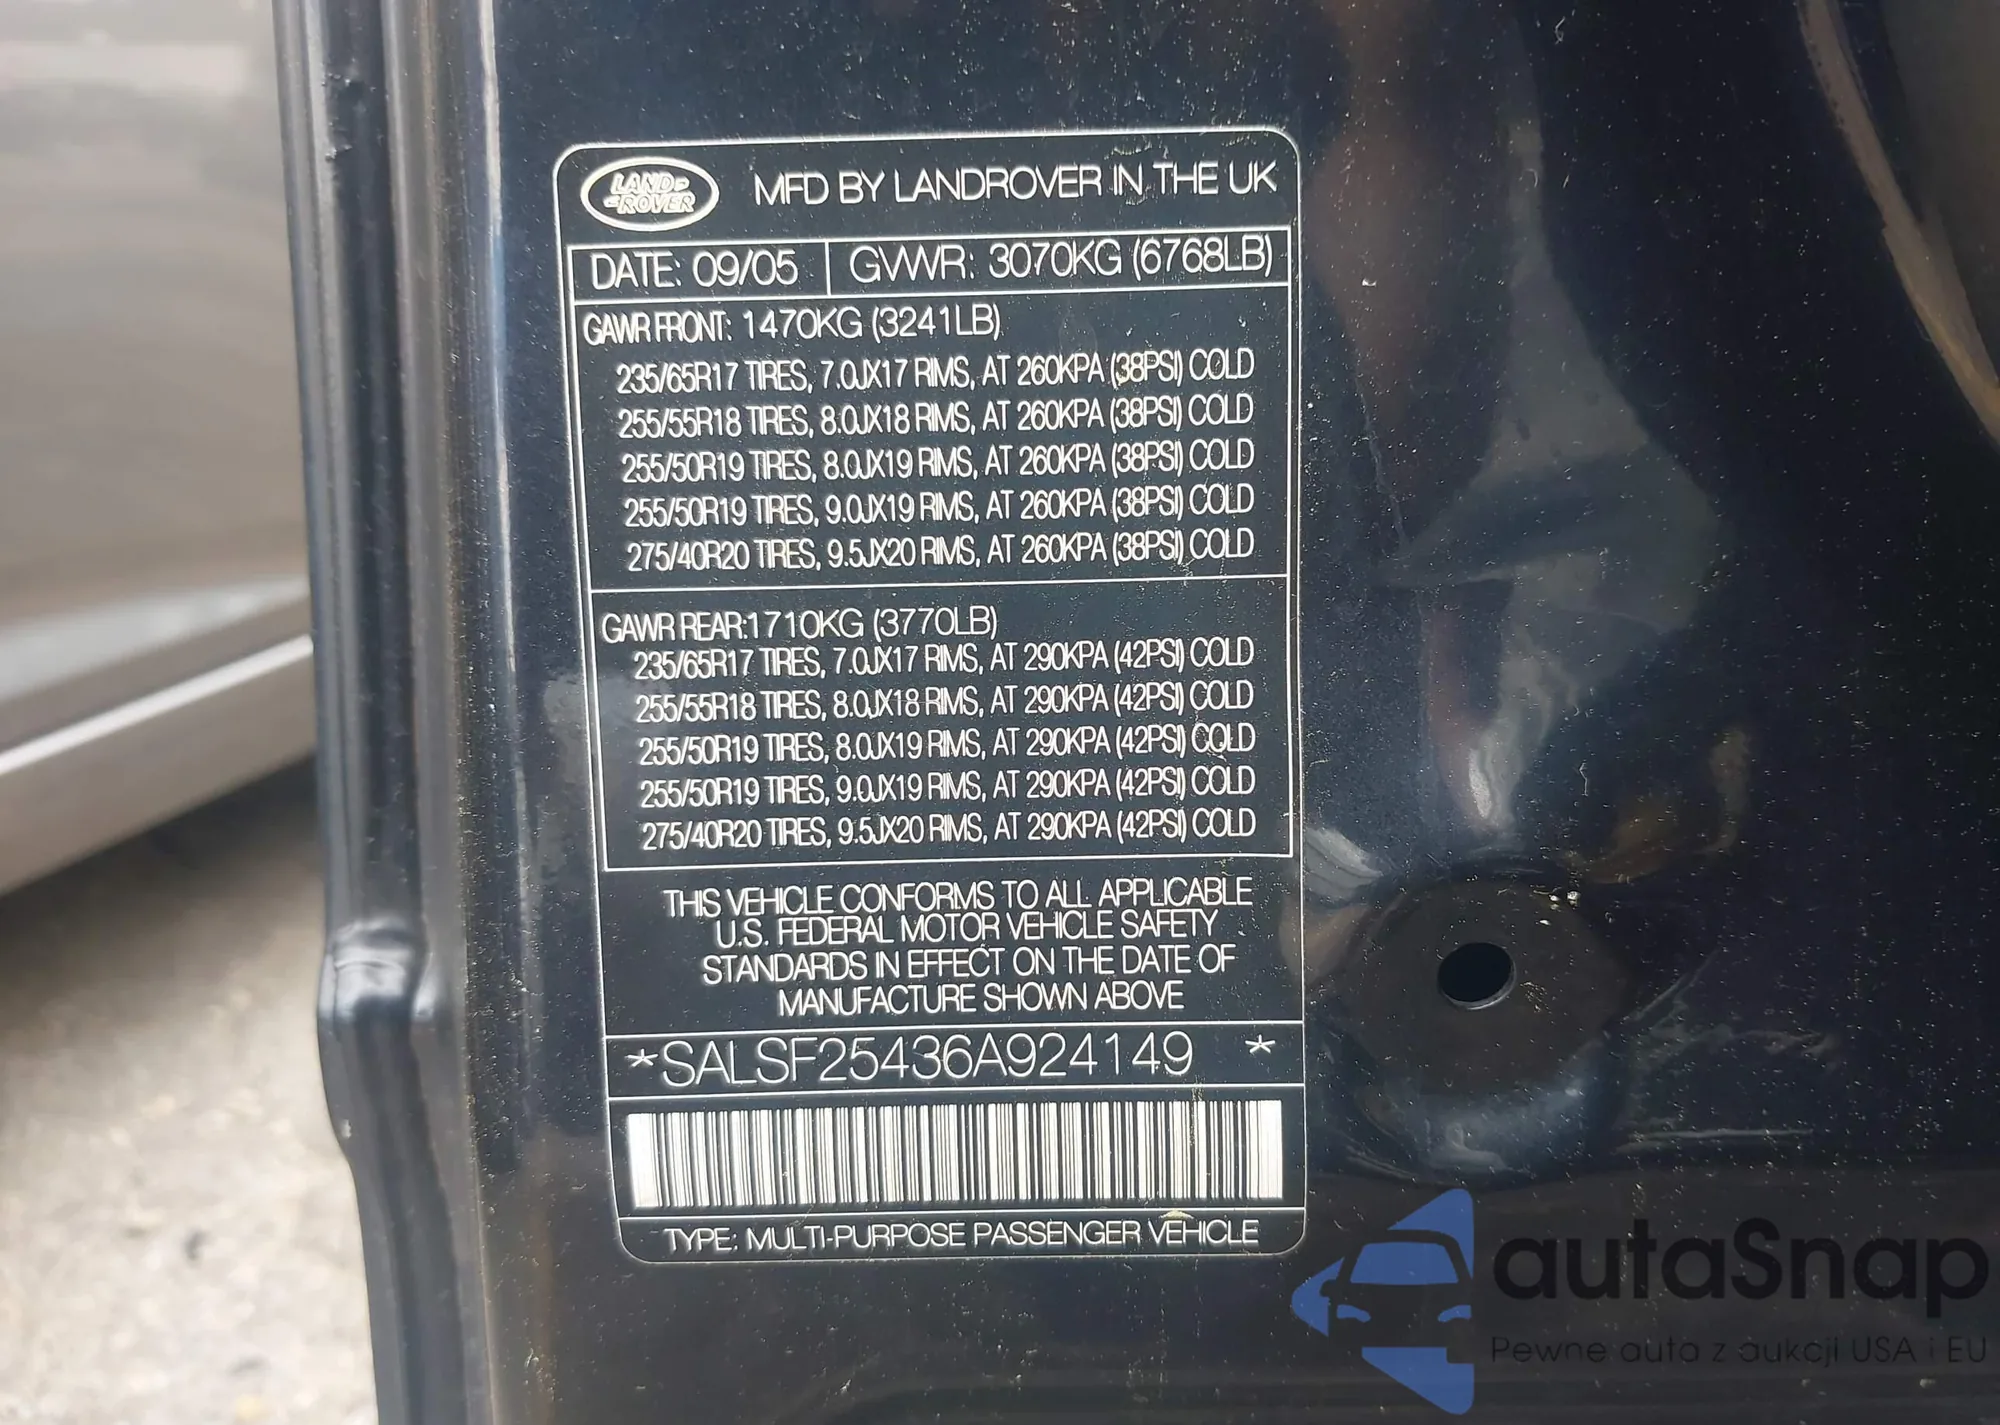 LAND
ROVER
MFD BY LANDROVER IN THE UK
DATE: 09/05 GVWR: 3070KG (6768LB)
GAWR FRONT: 1470KG (3241LB)
235/65R17 TIRES, 7.0JX17 RIMS, AT 260KPA (38PSI) COLD
255/55R18 TIRES, 8.0JX18 RIMS, AT 260KPA (38PSI) COLD
255/50R19 TIRES, 8.0JX19 RIMS, AT 260KPA (38PSI) COLD
255/50R19 TIRES, 9.0JX19 RIMS, AT 260KPA (38PSI) COLD
275/40R20 TIRES, 9.5JX20 RIMS, AT 260KPA (38PSI) COLD
GAWR REAR:1710KG (3770LB)
235/65R17 TIRES, 7.0JX17 RIMS, AT 290KPA (42PSI) COLD
255/55R18 TIRES, 8.0JX18 RIMS, AT 290KPA (42PSI) COLD
255/50R19 TIRES, 8.0JX19 RIMS, AT 290KPA (42PSI) COLD
255/50R19 TIRES, 9.0JX19 RIMS, AT 290KPA (42PSI) COLD
275/40R20 TIRES, 9.5JX20 RIMS, AT 290KPA (42PSI) COLD
THIS VEHICLE CONFORMS TO ALL APPLICABLE
U.S. FEDERAL MOTOR VEHICLE SAFETY
STANDARDS IN EFFECT ON THE DATE OF
MANUFACTURE SHOWN ABOVE
*SALSF25436A924149 *
TYPE: MULTI-PURPOSE PASSENGER VEHICLE
autaSnap
Pewne auta z aukcji USA i EU